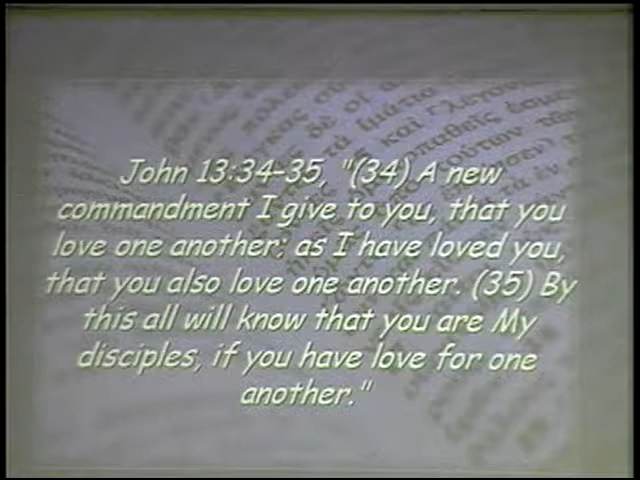 John 13:34-35, "(34) A new
commandment I give to you, that you
love one another; as I have loved you,
that you also love one another. (35) By
this all will know that you are My
disciples, if you have love for one
another."